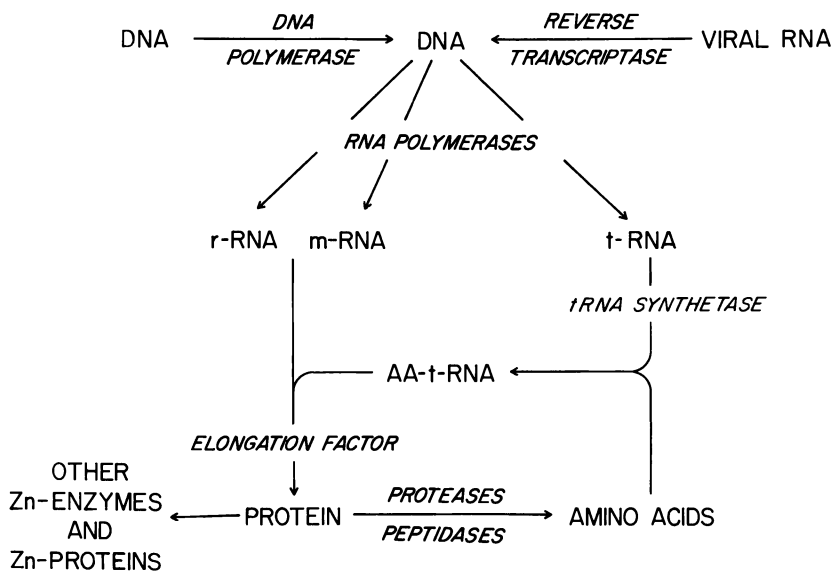 DNA
DNA
POLYMERASE
DNA
REVERSE
TRANSCRIPTASE
VIRAL RNA
RNA POLYMERASES
r-RNA
m-RNA
t-RNA
tRNA SYNTHETASE
AA-t-RNA
ELONGATION FACTOR
OTHER
Zn-ENZYMES
AND
Zn-PROTEINS
PROTEIN
PROTEASES
PEPTIDASES
AMINO ACIDS